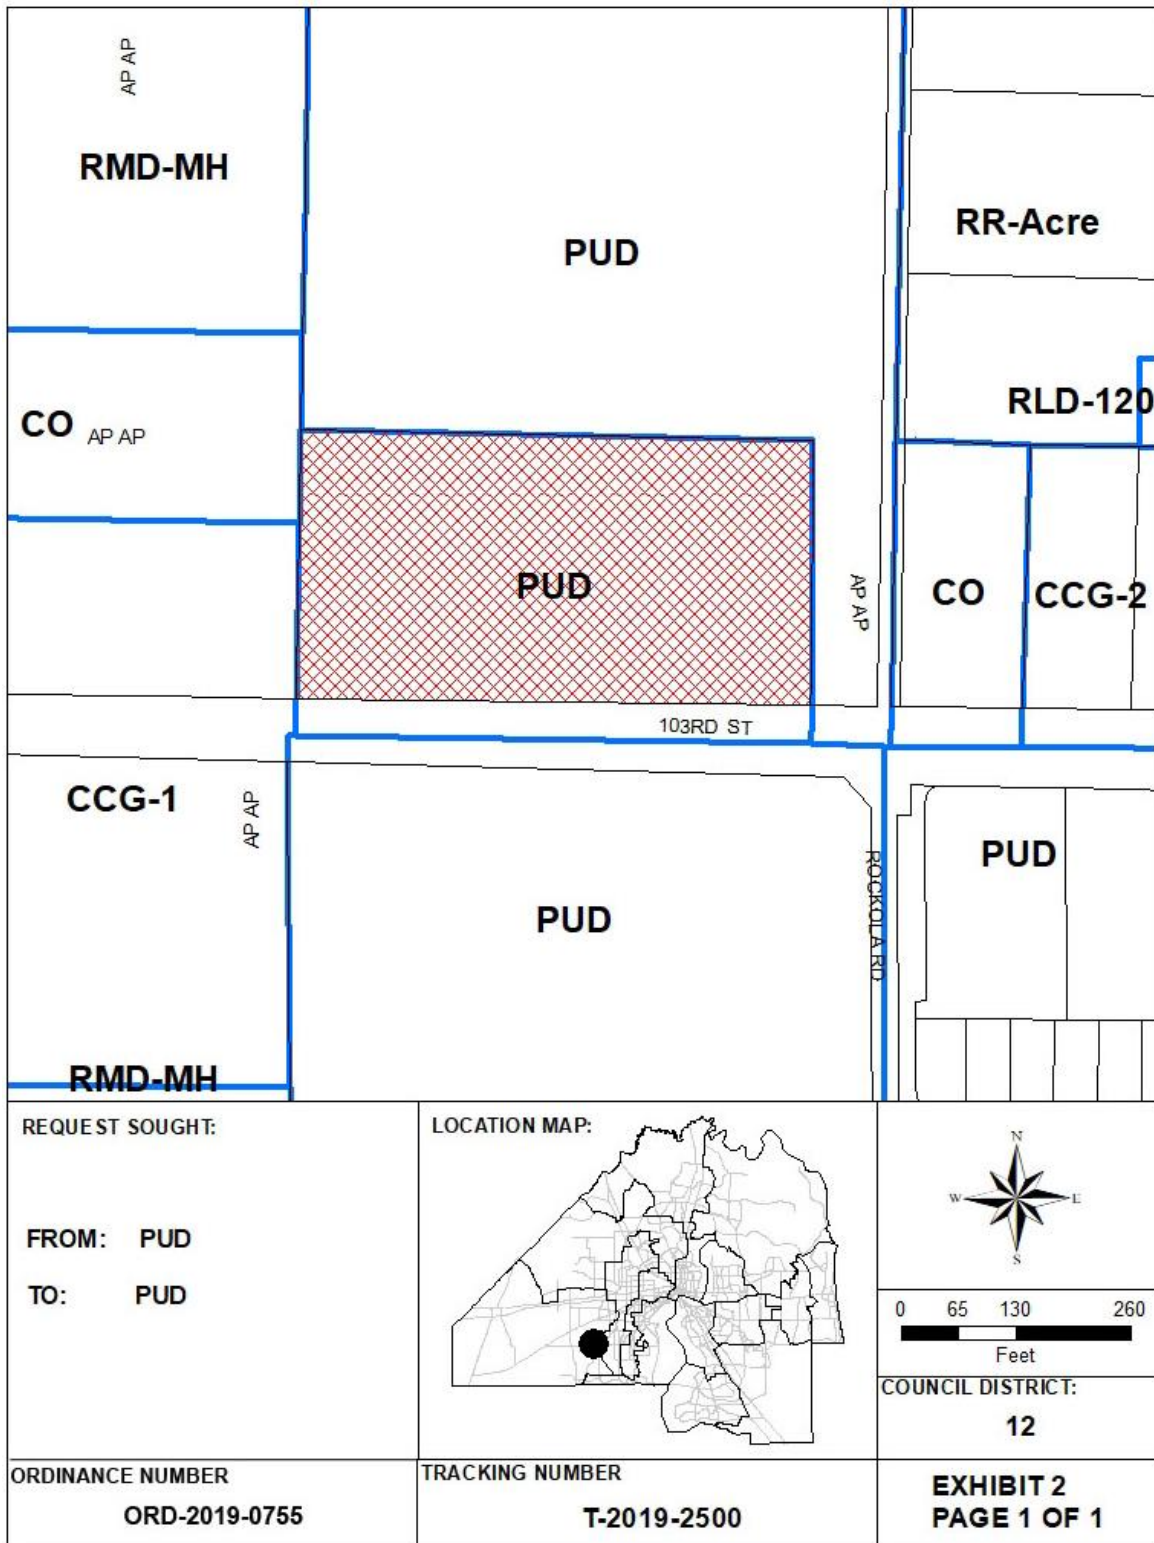 AP AP
RMD-MH
PUD
RR-Acre
RLD-120
CO AP AP
PUD
AP AP
CO
CCG-2
103RD ST
CCG-1
AP AP
PUD
ROCKOLA RD
PUD
RMD-MH
REQUEST SOUGHT:
FROM: PUD
TO: PUD
LOCATION MAP:
N
W E
S
0 65 130 260
Feet
COUNCIL DISTRICT:
12
ORDINANCE NUMBER
ORD-2019-0755
TRACKING NUMBER
T-2019-2500
EXHIBIT 2
PAGE 1 OF 1